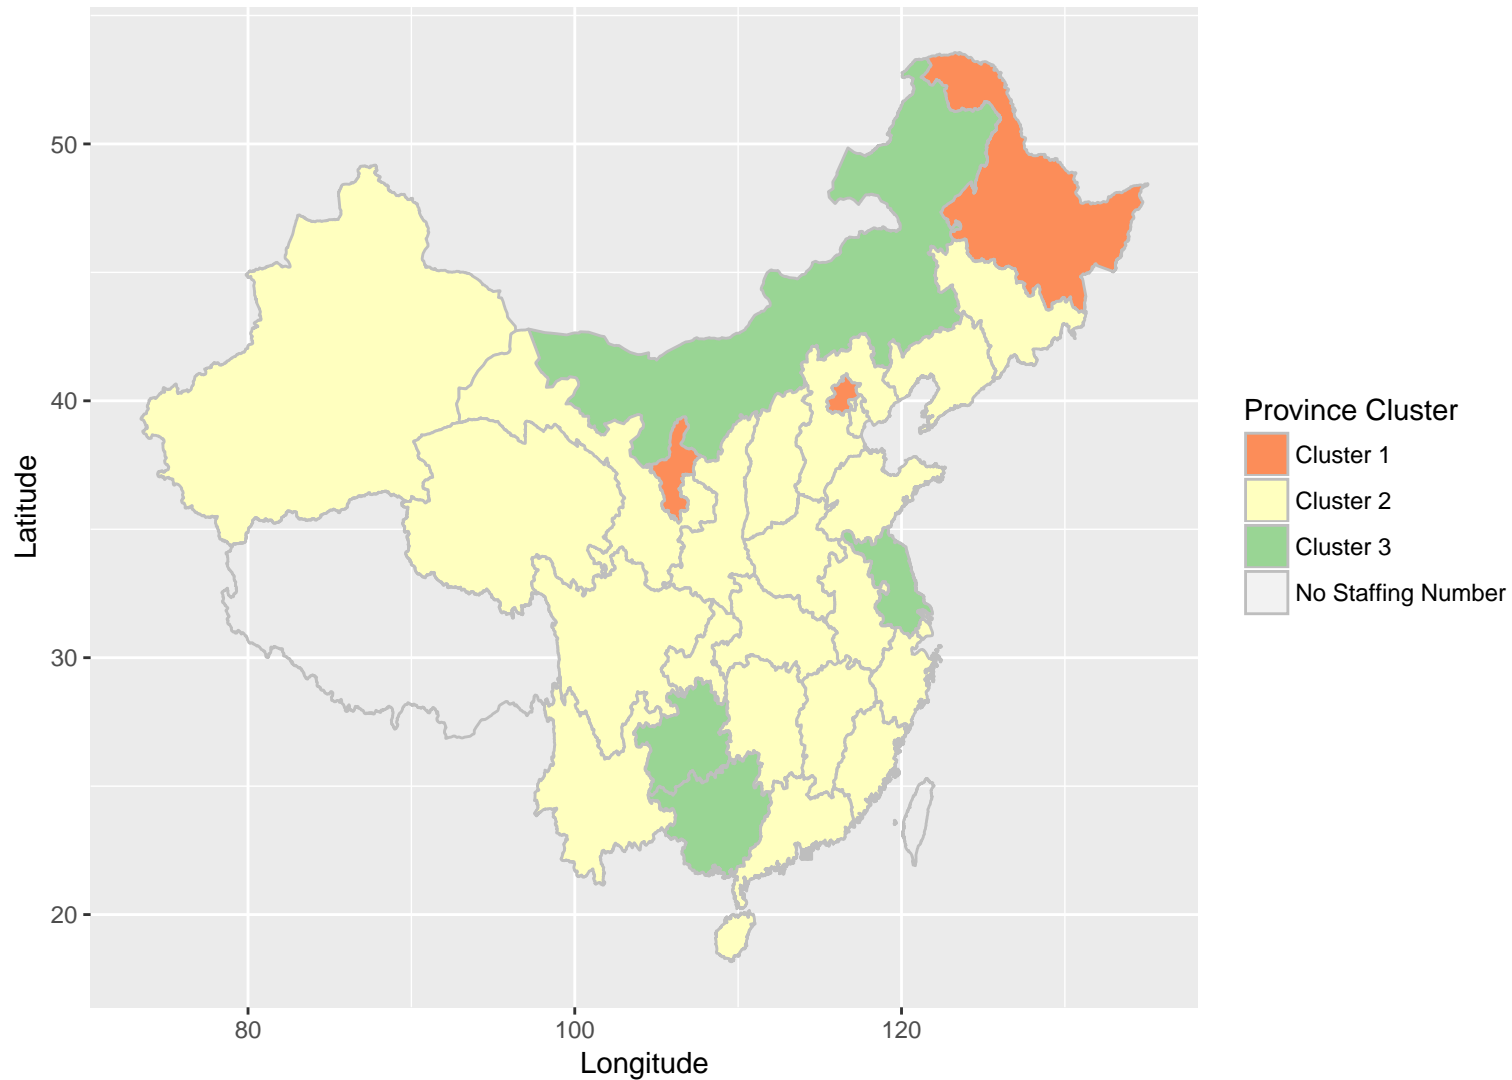 50
40
30
20
80
100
120
Latitude
Longitude
Province Cluster
Cluster 1
Cluster 2
Cluster 3
No Staffing Number